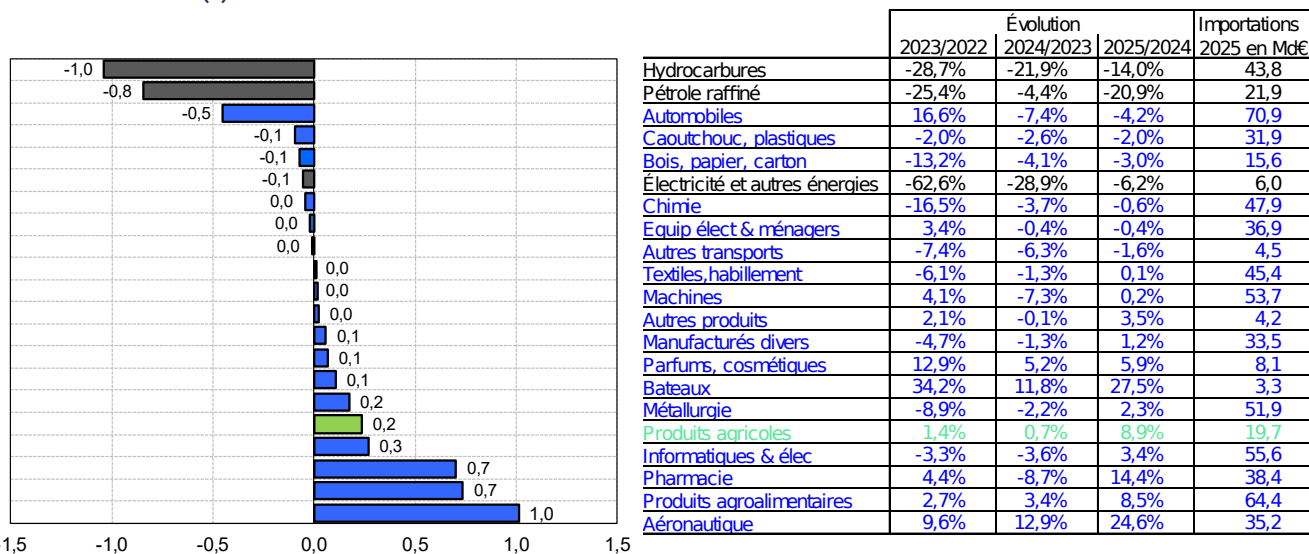 Évolution Importations
2023/2022 2024/2023 2025/2024 2025 en Md€
-1,0 Hydrocarbures -28,7% -21,9% -14,0% 43,8
-0,8 Pétrole raffiné -25,4% -4,4% -20,9% 21,9
-0,5 Automobiles 16,6% -7,4% -4,2% 70,9
-0,1 Caoutchouc, plastiques -2,0% -2,6% -2,0% 31,9
-0,1 Bois, papier, carton -13,2% -4,1% -3,0% 15,6
-0,1 Électricité et autres énergies -62,6% -28,9% -6,2% 6,0
0,0 Chimie -16,5% -3,7% -0,6% 47,9
0,0 Equip élect & ménagers 3,4% -0,4% -0,4% 36,9
0,0 Autres transports -7,4% -6,3% -1,6% 4,5
0,0 Textiles,habillement -6,1% -1,3% 0,1% 45,4
0,0 Machines 4,1% -7,3% 0,2% 53,7
0,0 Autres produits 2,1% -0,1% 3,5% 4,2
0,1 Manufacturés divers -4,7% -1,3% 1,2% 33,5
0,1 Parfums, cosmétiques 12,9% 5,2% 5,9% 8,1
0,1 Bateaux 34,2% 11,8% 27,5% 3,3
0,2 Métallurgie -8,9% -2,2% 2,3% 51,9
0,2 Produits agricoles 1,4% 0,7% 8,9% 19,7
0,3 Informatiques & élec -3,3% -3,6% 3,4% 55,6
0,7 Pharmacie 4,4% -8,7% 14,4% 38,4
0,7 Produits agroalimentaires 2,7% 3,4% 8,5% 64,4
1,0 Aéronautique 9,6% 12,9% 24,6% 35,2
-1,5 -1,0 -0,5 0,0 0,5 1,0 1,5